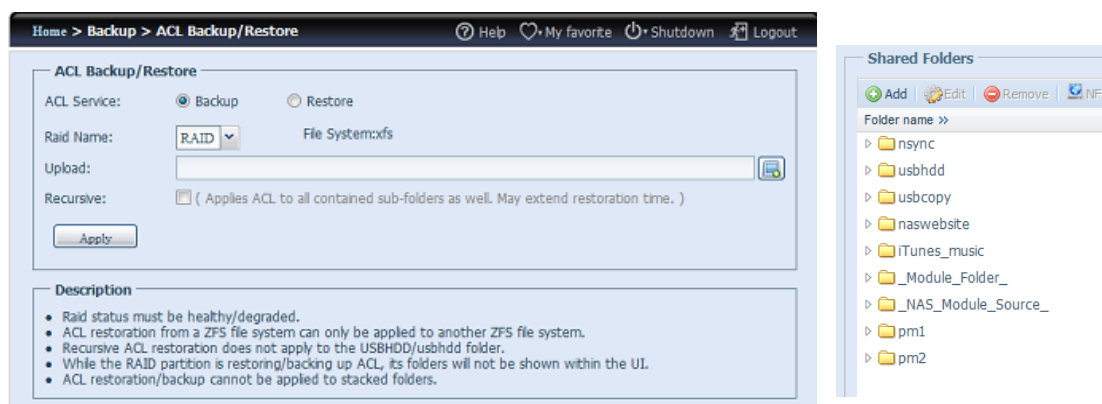 Home > Backup > ACL Backup/Restore
Help My favorite Shutdown Logout
ACL Backup/Restore
ACL Service: Backup Restore
Raid Name: RAID File System:xfs
Upload:
Recursive: ( Applies ACL to all contained sub-folders as well. May extend restoration time. )
Apply
Description
• Raid status must be healthy/degraded.
• ACL restoration from a ZFS file system can only be applied to another ZFS file system.
• Recursive ACL restoration does not apply to the USBHDD/usbhdd folder.
• While the RAID partition is restoring/backing up ACL, its folders will not be shown within the UI.
• ACL restoration/backup cannot be applied to stacked folders.
Shared Folders
Add Edit Remove NF
Folder name »
nsync
usbhdd
usbcopy
naswebsite
iTunes_music
_Module_Folder_
_NAS_Module_Source_
pm1
pm2